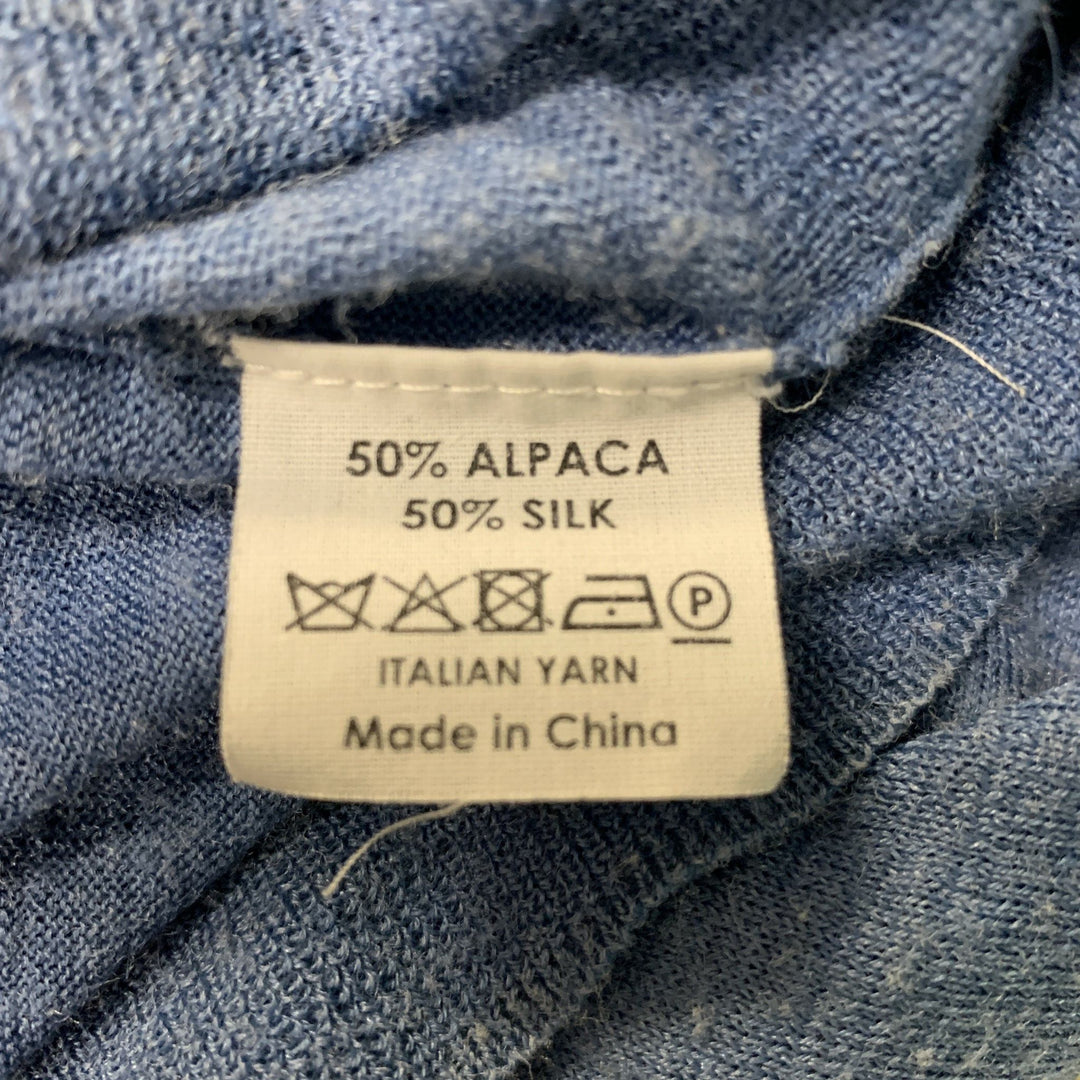 50% ALPACA
50% SILK
P
ITALIAN YARN
Made in China